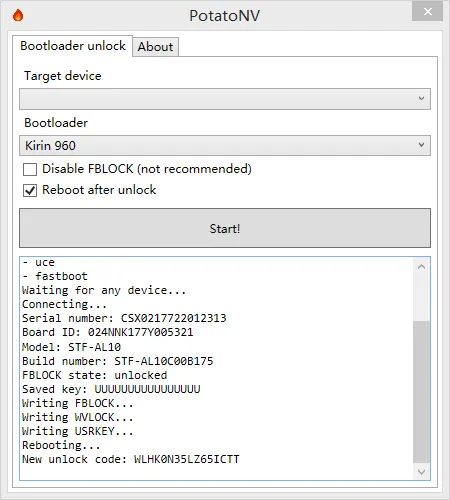 PotatoNV
Bootloader unlock
About
Target device
Bootloader
Kirin 960
Disable FBLOCK (not recommended)
Reboot after unlock
Start!
- uce
- fastboot
Waiting for any device...
Connecting...
Serial number: CSX0217722012313
Board ID: 024NNK177Y005321
Model: STF-AL10
Build number: STF-AL10C00B175
FBLOCK state: unlocked
Saved key: UUUUUUUUUUUUUUUU
Writing FBLOCK...
Writing WVLOCK...
Writing USRKEY...
Rebooting...
New unlock code: WLHK0N35LZ65ICTT